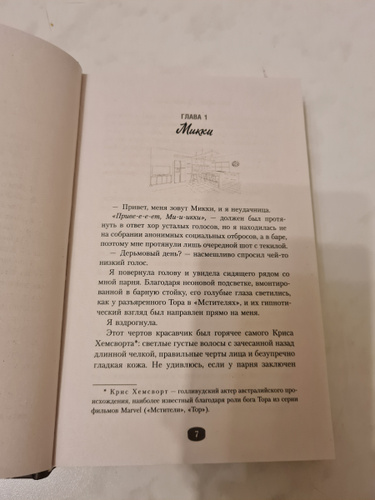 ГЛАВА 1
Микки
— Привет, меня зовут Микки, и я неудачница.
«Приве-е-е-ет, Ми-и-икки», — должен был протя-
нуть в ответ хор усталых голосов, но я находилась не
на собрании анонимных социальных отбросов, а в баре,
поэтому мне протянули лишь очередной шот с текилой.
— Дерьмовый день? — насмешливо спросил чей-то
низкий голос.
Я повернула голову и увидела сидящего рядом со
мной парня. Благодаря неоновой подсветке, вмонтиро-
ванной в барную стойку, его голубые глаза светились,
как у разъяренного Тора в «Мстителях», и их гипноти-
ческий взгляд был направлен прямо на меня.
Я вздрогнула.
Этот чертов красавчик был горячее самого Криса
Хемсворта*: светлые густые волосы с зачесанной назад
длинной челкой, правильные черты лица и безупречно
гладкая кожа. Не удивлюсь, если у парня заключен
* Крис Хемсворт — голливудский актер австралийского про-
исхождения, наиболее известный благодаря роли бога Тора из серии
фильмов Marvel («Мстители», «Тор»).
7